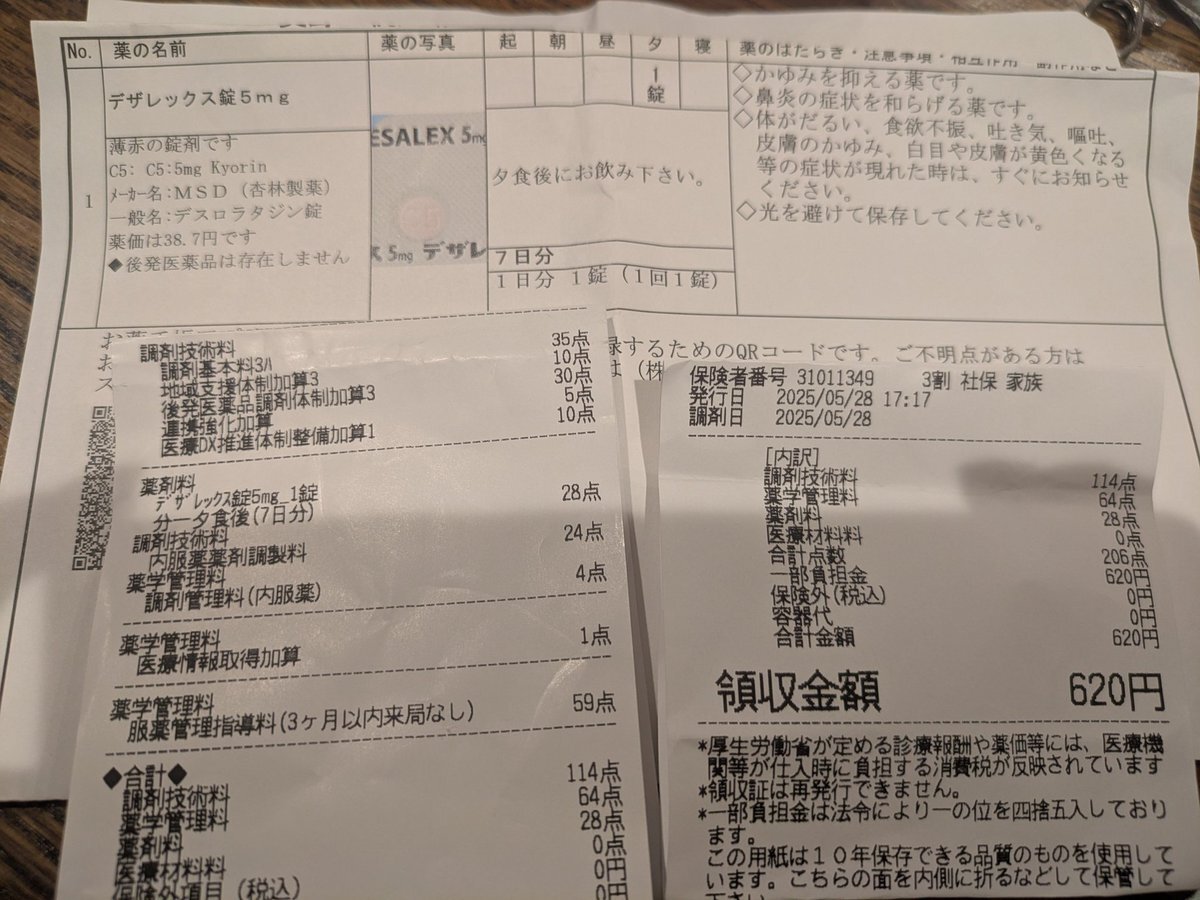 No.
薬の名前
薬の写真
起
朝
昼
夕
寝
薬のはたらき・注意事項・相互作用
1
デザレックス錠5mg
薄赤の錠剤です
C5: C5:5mg Kyorin
メーカー名:MSD (杏林製薬)
一般名:デスロラタジン錠
薬価は38.7円です
◆後発医薬品は存在しません
ESALEX 5mg
C5
5mg デザレ
1
錠
夕食後にお飲み下さい。
7日分
1日分 1錠 (1回1錠)
◇かゆみを抑える薬です。
◇鼻炎の症状を和らげる薬です。
◇体がだるい、食欲不振、吐き気、嘔吐、
皮膚のかゆみ、白目や皮膚が黄色くなる
等の症状が現れた時は、すぐにお知らせ
ください。
◇光を避けて保存してください。
するためのQRコードです。ご不明点がある方は
は (株
調剤技術料
調剤基本料3ハ 35点
地域支援体制加算3 10点
後発医薬品調剤体制加算3 30点
連携強化加算 5点
医療DX推進体制整備加算1 10点
薬剤料
デザレックス錠5mg 1錠
分一夕食後(7日分) 28点
調剤技術料
内服薬薬剤調製料 24点
薬学管理料
調剤管理料(内服薬) 4点
薬学管理料
医療情報取得加算 1点
薬学管理料
服薬管理指導料(3ヶ月以内来局なし) 59点
◆合計◆
調剤技術料 114点
薬学管理料 64点
薬剤料 28点
医療材料料 0点
保険外項目 (税込) 0円
0円
保険者番号 31011349 3割 社保 家族
発行日 2025/05/28 17:17
調剤日 2025/05/28
[内訳]
調剤技術料 114点
薬学管理料 64点
薬剤料 28点
医療材料料 0点
合計点数 206点
一部負担金 620円
保険外(税込) 0円
容器代 0円
合計金額 620円
領収金額 620円
*厚生労働省が定める診療報酬や薬価等には、医療機
関等が仕入時に負担する消費税が反映されています
*領収証は再発行できません。
*一部負担金は法令により一の位を四捨五入しており
ます。
この用紙は10年保存できる品質のものを使用して
います。こちらの面を内側に折るなどして保管して